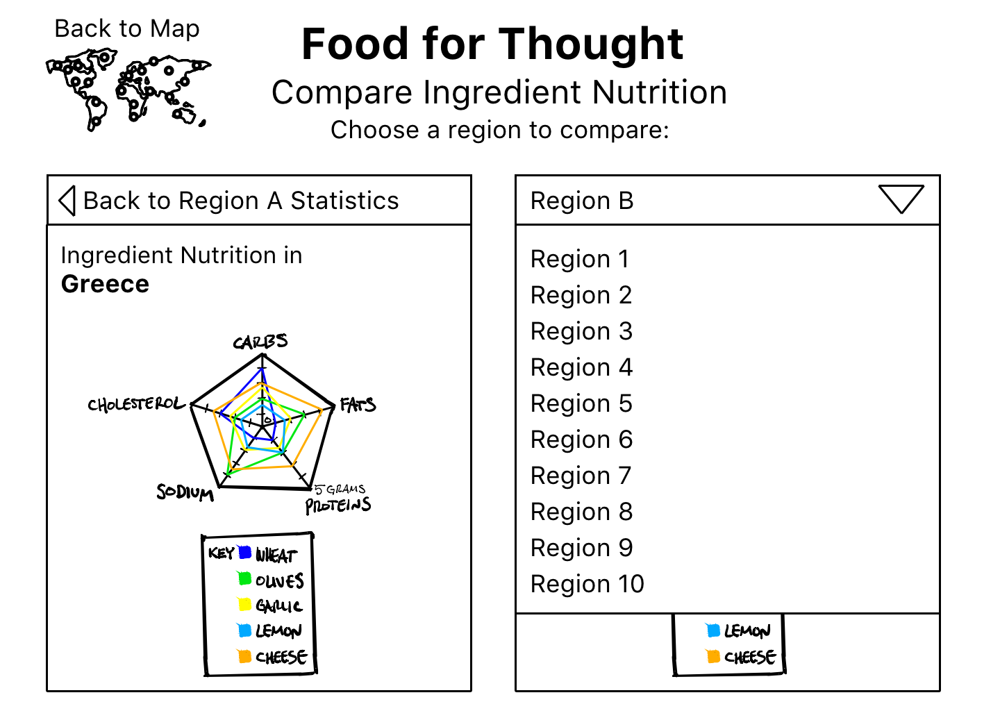 Back to Map
Food for Thought
Compare Ingredient Nutrition
Choose a region to compare:
Back to Region A Statistics
Ingredient Nutrition in
Greece
CARBS
CHOLESTEROL
FATS
0
SODIUM
5 GRAMS
PROTEINS
KEY WHEAT
OLIVES
GARLIC
LEMON
CHEESE
Region B
Region 1
Region 2
Region 3
Region 4
Region 5
Region 6
Region 7
Region 8
Region 9
Region 10
LEMON
CHEESE